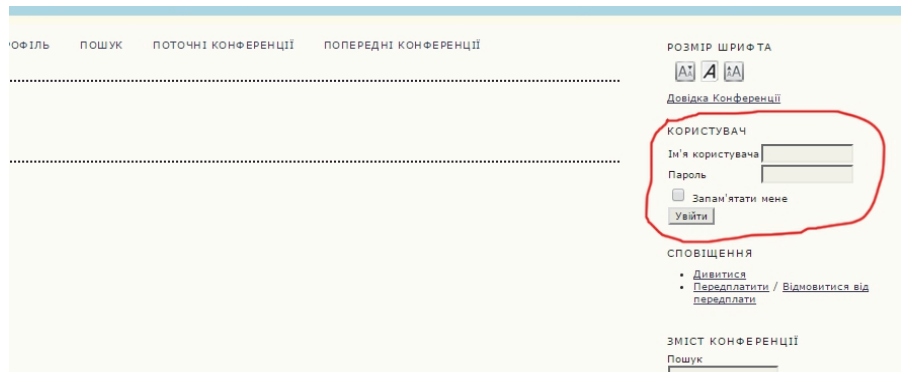 ПОШУК ПОТОЧНІ КОНФЕРЕНЦІЇ ПОПЕРЕДНІ КОНФЕРЕНЦІЇ
РОЗМІР ШРИФТА
Довідка Конференції
КОРИСТУВАЧ
Ім'я користувача
Пароль
Запам'ятати мене
Увійти
СПОВІЩЕННЯ
Дивитися
Передплатити / Відмовитися від
передплати
ЗМІСТ КОНФЕРЕНЦІЇ
Пошук